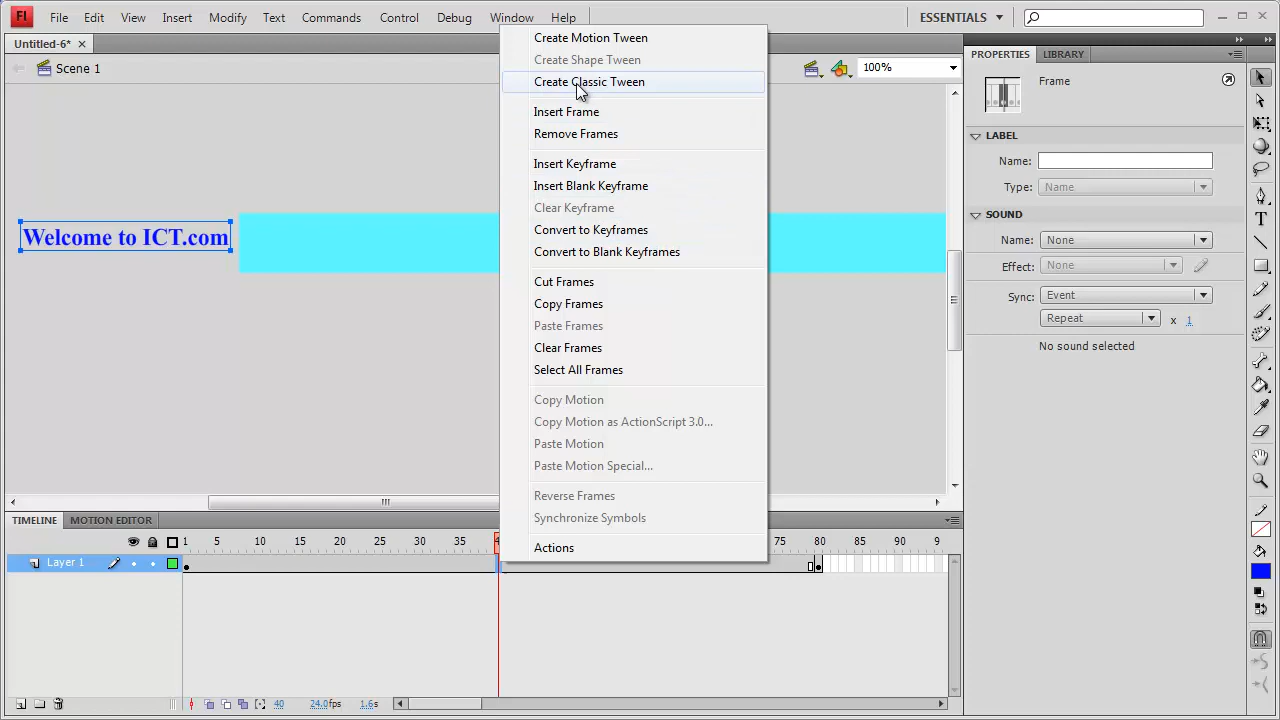 Fl File Edit View Insert Modify Text Commands Control Debug Window Help ESSENTIALS
Untitled-6*
Scene 1
100%
Create Motion Tween
Create Shape Tween
Create Classic Tween
Insert Frame
Remove Frames
Insert Keyframe
Insert Blank Keyframe
Clear Keyframe
Convert to Keyframes
Convert to Blank Keyframes
Cut Frames
Copy Frames
Paste Frames
Clear Frames
Select All Frames
Copy Motion
Copy Motion as ActionScript 3.0...
Paste Motion
Paste Motion Special...
Reverse Frames
Synchronize Symbols
Actions
Welcome to ICT.com
PROPERTIES LIBRARY
Frame
LABEL
Name:
Type: Name
SOUND
Name: None
Effect: None
Sync: Event
Repeat x 1
No sound selected
TIMELINE MOTION EDITOR
1 5 10 15 20 25 30 35 4 75 80 85 90 9
Layer 1
40 24.0fps 1.6s